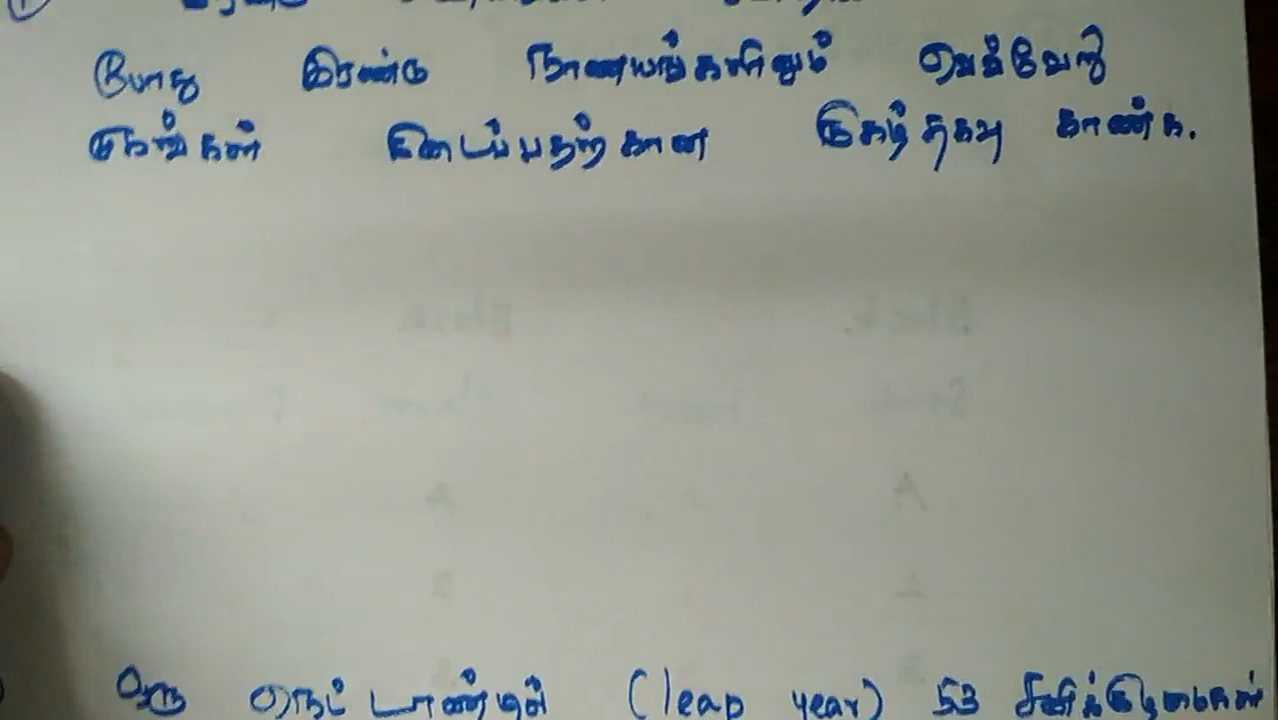 போது இரண்டு நாணயங்களிலும் வெவ்வேறு
முகங்கள் கிடைப்பதற்கான நிகழ்தகவு காண்க.
ஒரு நெட்டாண்டில் (leap year) 53 சனிக்கிழமைகள்